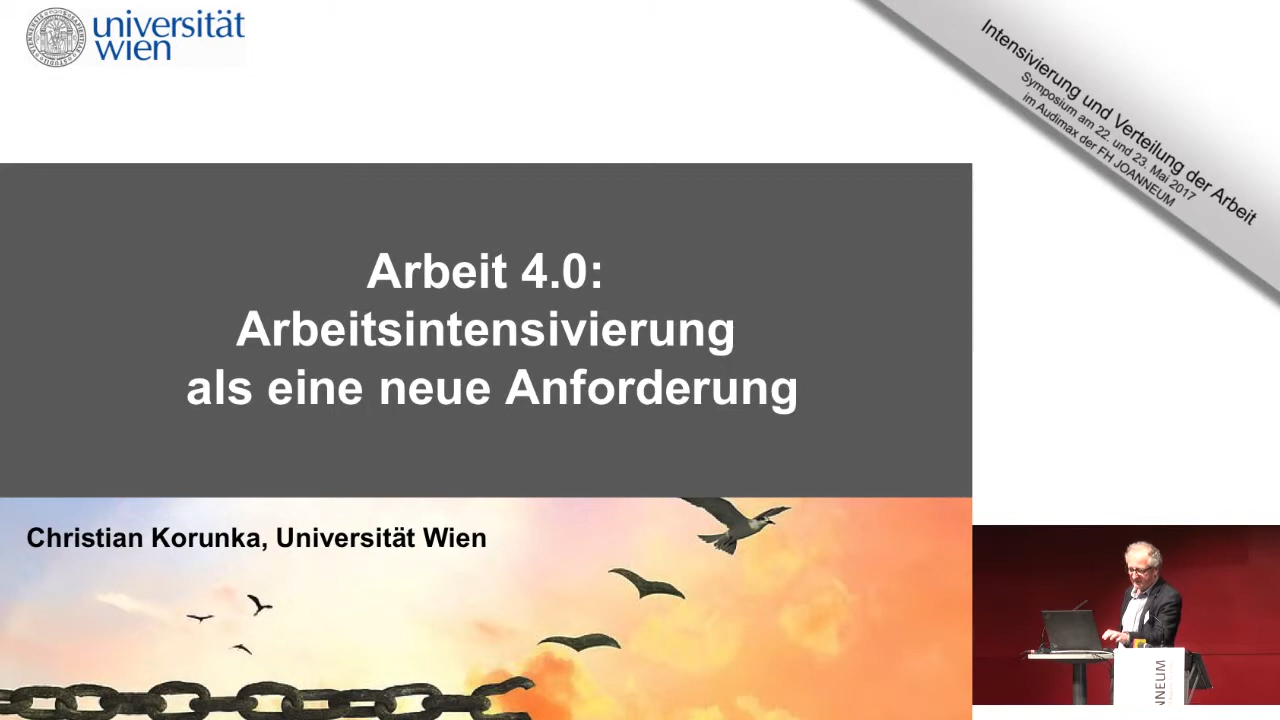 universität
wien
Intensivierung und Verteilung der Arbeit
Symposium am 22. und 23. Mai 2017
im Audimax der FH JOANNEUM
Arbeit 4.0:
Arbeitsintensivierung
als eine neue Anforderung
Christian Korunka, Universität Wien
NNEUM